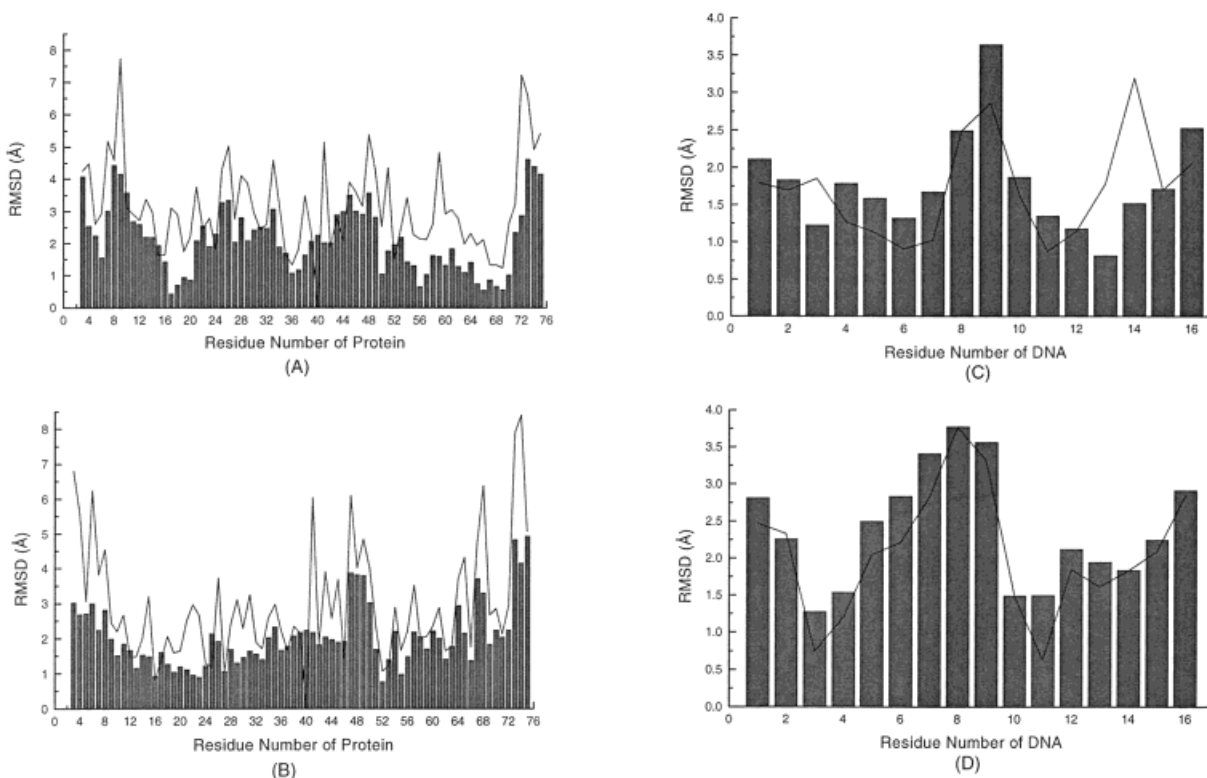 RMSD (Å)
8
7
6
5
4
3
2
1
0
0 4 8 12 16 20 24 28 32 36 40 44 48 52 56 60 64 68 72 76
Residue Number of Protein
(A)
RMSD (Å)
4.0
3.5
3.0
2.5
2.0
1.5
1.0
0.5
0.0
0 2 4 6 8 10 12 14 16
Residue Number of DNA
(C)
RMSD (Å)
8
7
6
5
4
3
2
1
0
0 4 8 12 16 20 24 28 32 36 40 44 48 52 56 60 64 68 72 76
Residue Number of Protein
(B)
RMSD (Å)
4.0
3.5
3.0
2.5
2.0
1.5
1.0
0.5
0.0
0 2 4 6 8 10 12 14 16
Residue Number of DNA
(D)